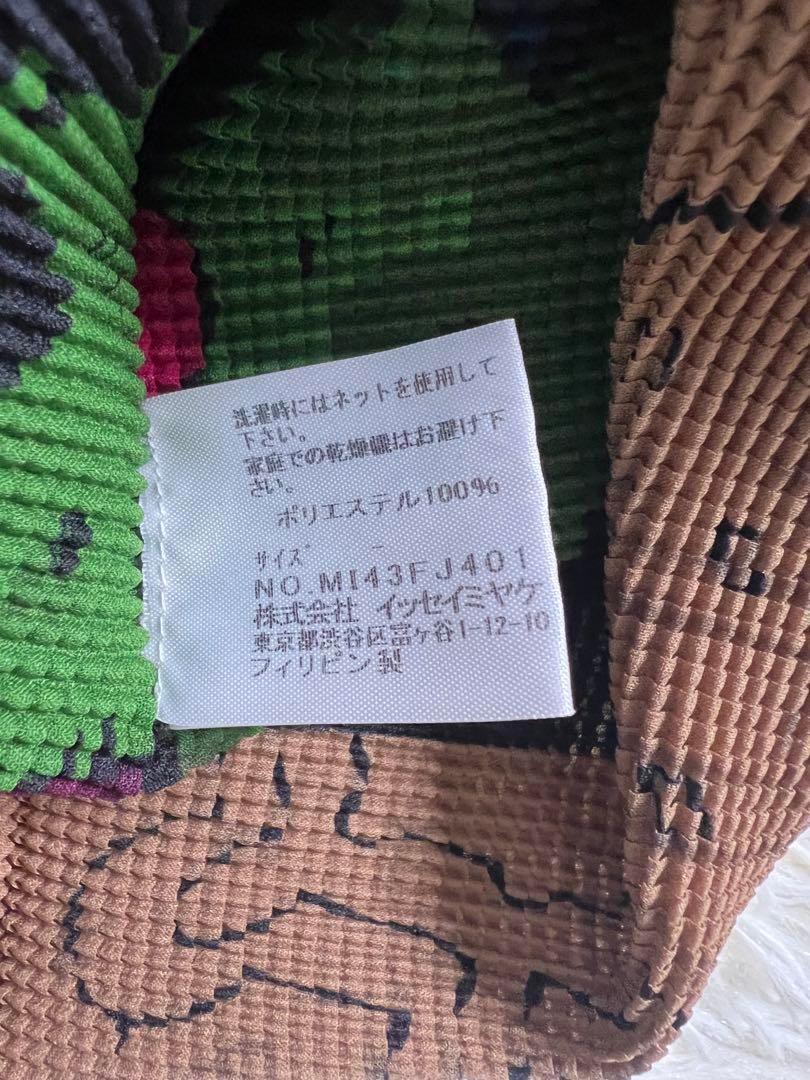 洗濯時にはネットを使用して
下さい。
家庭での乾燥機はお避け下
さい。
ポリエステル100%
サイズ －
NO.MI43FJ401
株式会社 イッセイミヤケ
東京都渋谷区富ヶ谷1-12-10
フィリピン製